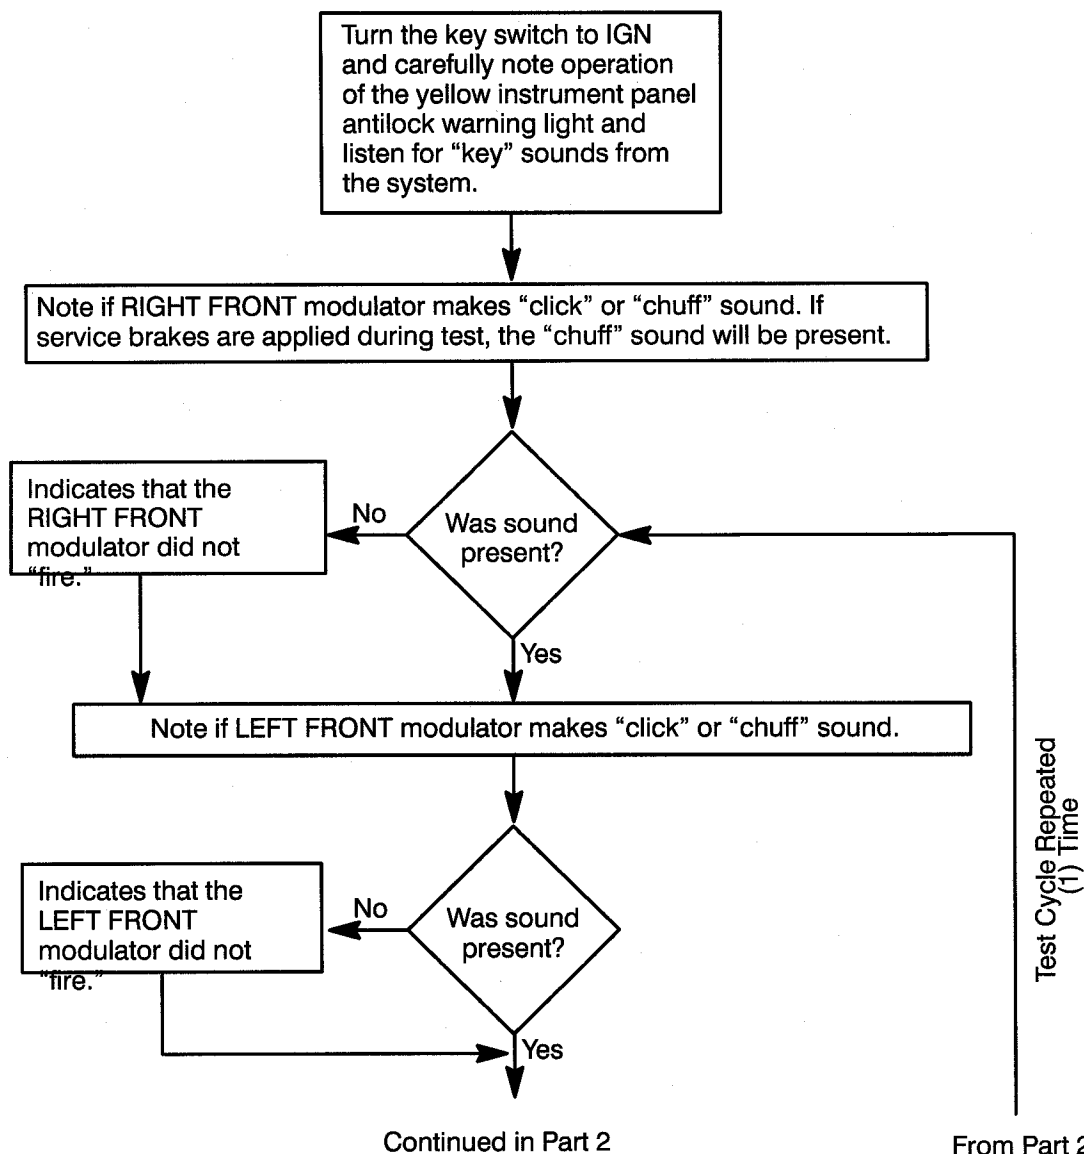 Turn the key switch to IGN
and carefully note operation
of the yellow instrument panel
antilock warning light and
listen for “key” sounds from
the system.
Note if RIGHT FRONT modulator makes “click” or “chuff” sound. If
service brakes are applied during test, the “chuff” sound will be present.
Indicates that the
RIGHT FRONT
modulator did not
“fire.”
No
Was sound
present?
Yes
Note if LEFT FRONT modulator makes “click” or “chuff” sound.
Indicates that the
LEFT FRONT
modulator did not
“fire.”
No
Was sound
present?
Yes
Test Cycle Repeated
(1) Time
Continued in Part 2
From Part 2